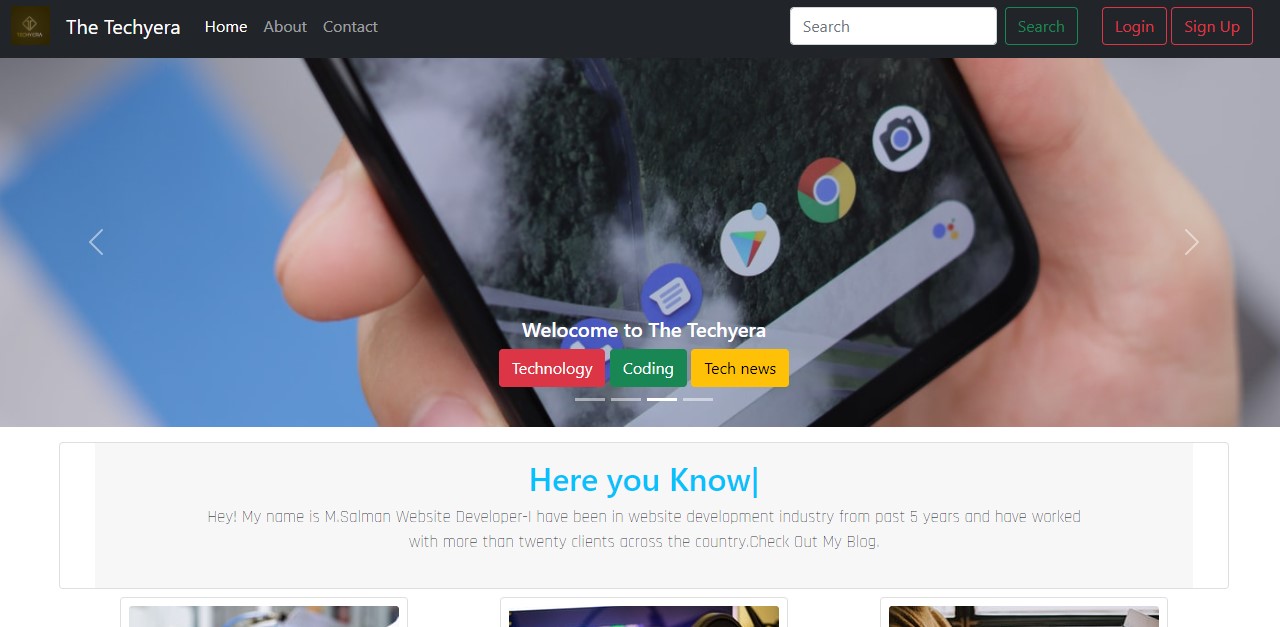 TECHYERA
The Techyera Home About Contact
Search Search Login Sign Up
Welocome to The Techyera
Technology Coding Tech news
Here you Know|
Hey! My name is M.Salman Website Developer-I have been in website development industry from past 5 years and have worked
with more than twenty clients across the country.Check Out My Blog.